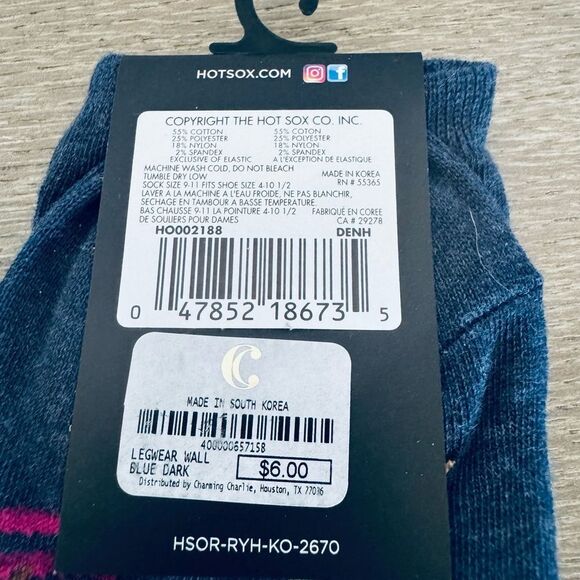 HOTSOX.COM
COPYRIGHT THE HOT SOX CO. INC.
55% COTTON 55% COTON
25% POLYESTER 25% POLYESTER
18% NYLON 18% NYLON
2% SPANDEX 2% SPANDEX
EXCLUSIVE OF ELASTIC A L'EXCEPTION DE ELASTIQUE
MACHINE WASH COLD, DO NOT BLEACH
TUMBLE DRY LOW MADE IN KOREA
SOCK SIZE 9-11 FITS SHOE SIZE 4-10 1/2 RN # 55365
LAVER A LA MACHINE A L'EAU FROIDE, NE PAS BLANCHIR,
SECHAGE EN TAMBOUR A BASSE TEMPERATURE.
BAS CHAUSSE 9-11 LA POINTURE 4-10 1/2 FABRIQUÉ EN COREE
DE SOULIERS POUR DAMES CA # 29278
HO002188 DENH
0 47852 18673 5
C
MADE IN SOUTH KOREA
400000657158
LEGWEAR WALL
BLUE DARK $6.00
Distributed by Charming Charlie, Houston, TX 77036
HSOR-RYH-KO-2670